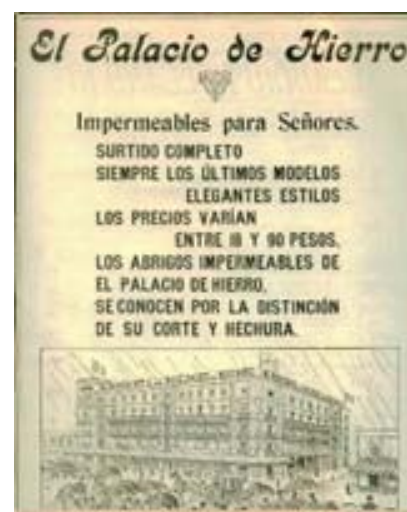 El Palacio de Hierro
Impermeables para Señores.
SURTIDO COMPLETO
SIEMPRE LOS ÚLTIMOS MODELOS
ELEGANTES ESTILOS
LOS PRECIOS VARÍAN
ENTRE 18 Y 90 PESOS.
LOS ABRIGOS IMPERMEABLES DE
EL PALACIO DE HIERRO.
SE CONOCEN POR LA DISTINCIÓN
DE SU CORTE Y HECHURA.